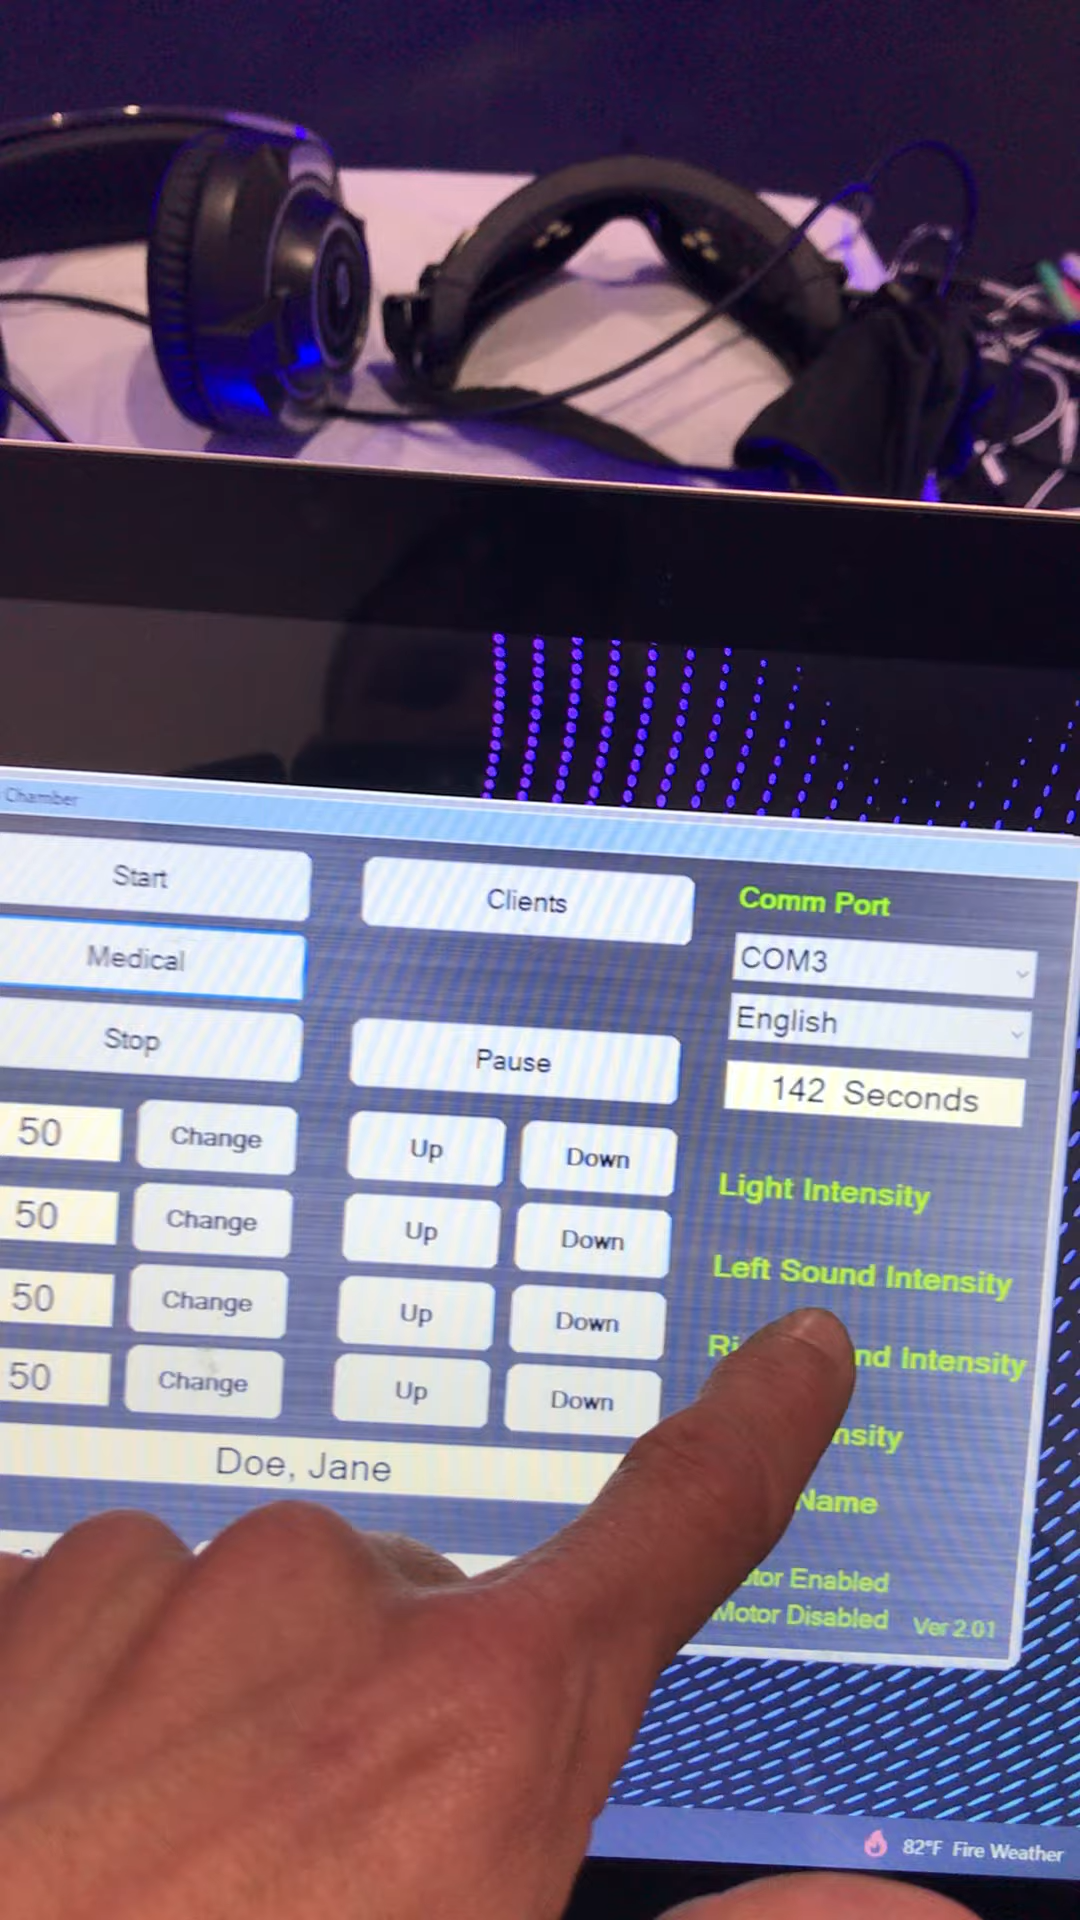 Chamber
Start
Clients
Comm Port
Medical
COM3
English
Stop
Pause
142 Seconds
50 Change Up Down
Light Intensity
50 Change Up Down
Left Sound Intensity
50 Change Up Down
nd Intensity
50 Change Up Down
nsity
Doe, Jane
Name
tor Enabled
Motor Disabled
Ver 2.01
82°F Fire Weather